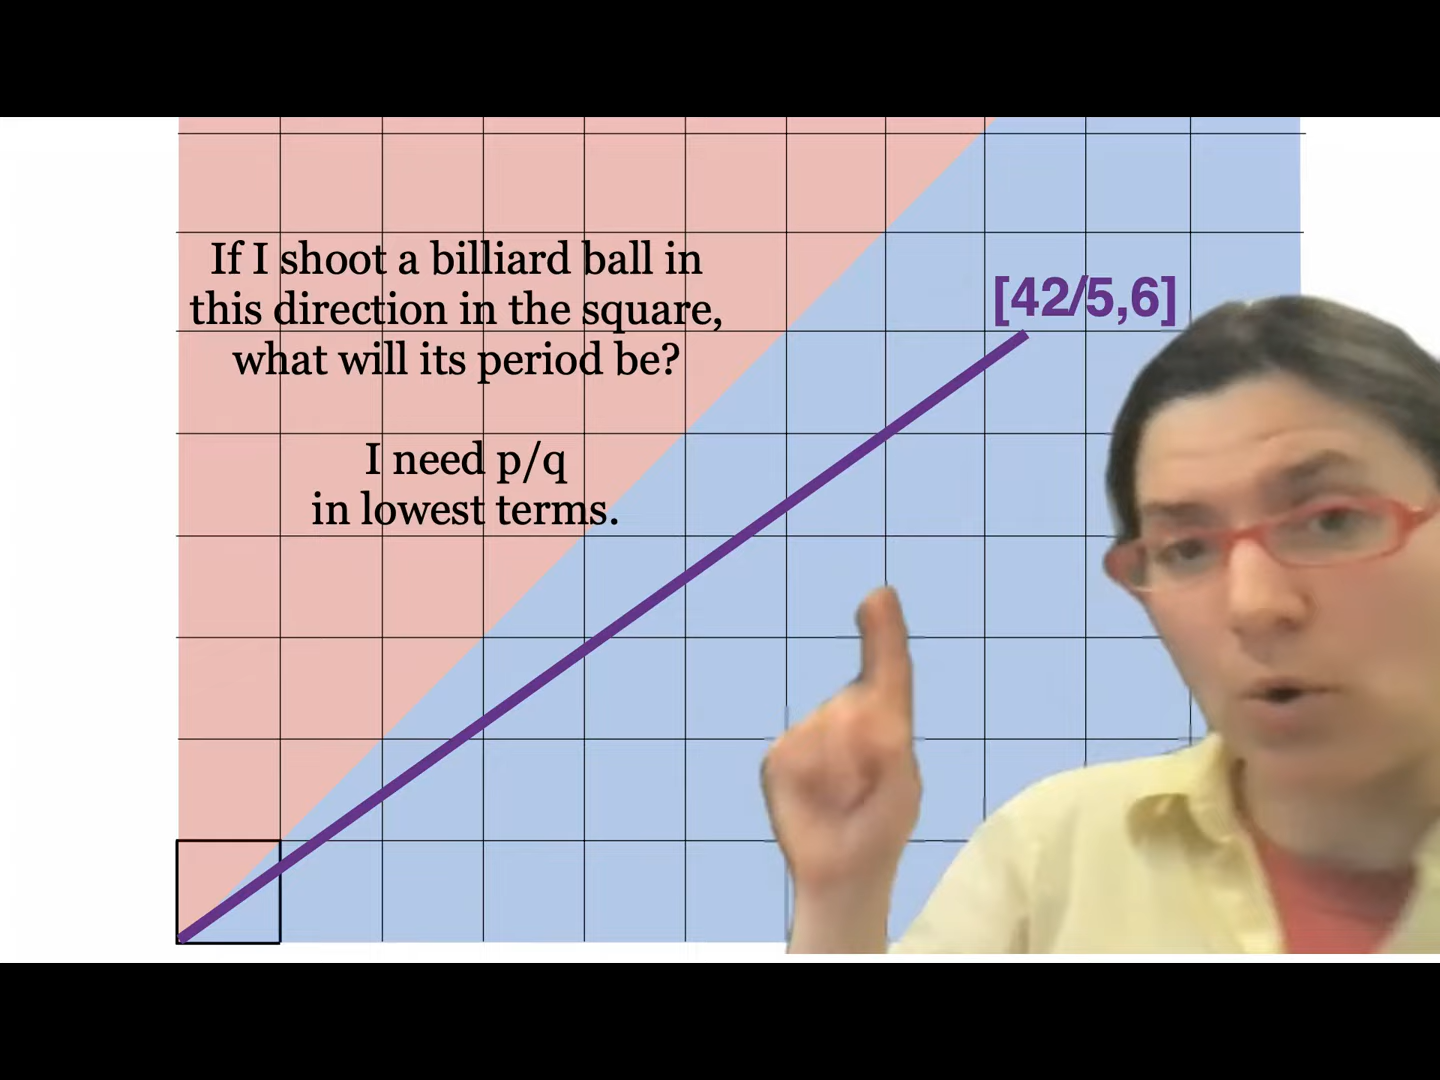 If I shoot a billiard ball in
this direction in the square,
what will its period be?
I need p/q
in lowest terms.
[42/5,6]